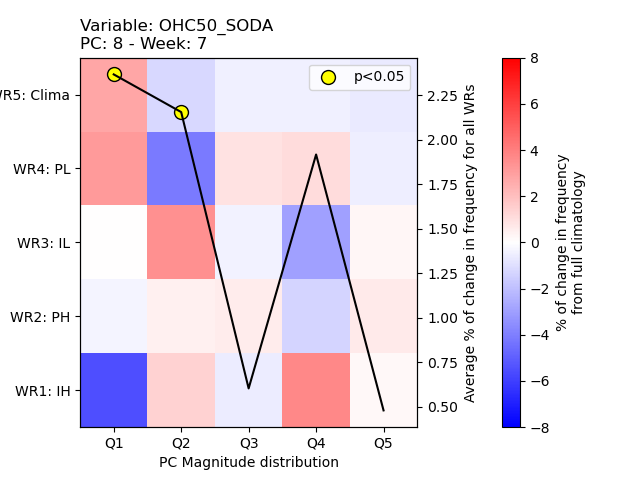 Variable: OHC50_SODA
PC: 8 - Week: 7
p<0.05
WR5: Clima
WR4: PL
WR3: IL
WR2: PH
WR1: IH
Q1 Q2 Q3 Q4 Q5
PC Magnitude distribution
2.25
2.00
1.75
1.50
1.25
1.00
0.75
0.50
Average % of change in frequency for all WRs
8
6
4
2
0
−2
−4
−6
−8
% of change in frequency
from full climatology